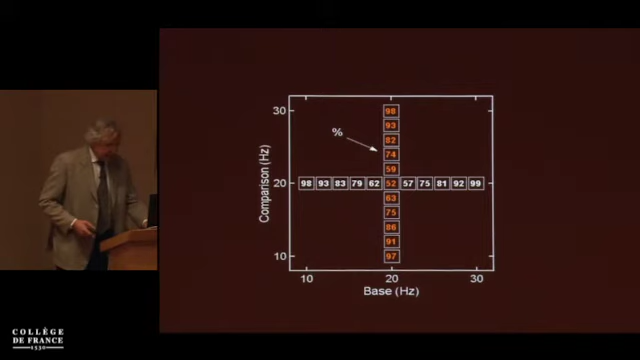 98
30
93
%
82
74
59
Comparison (Hz)
20
98 93 83 79 62 52 57 75 81 92 99
63
75
86
91
10
97
10 20 30
Base (Hz)
COLLÈGE
DE FRANCE
1530